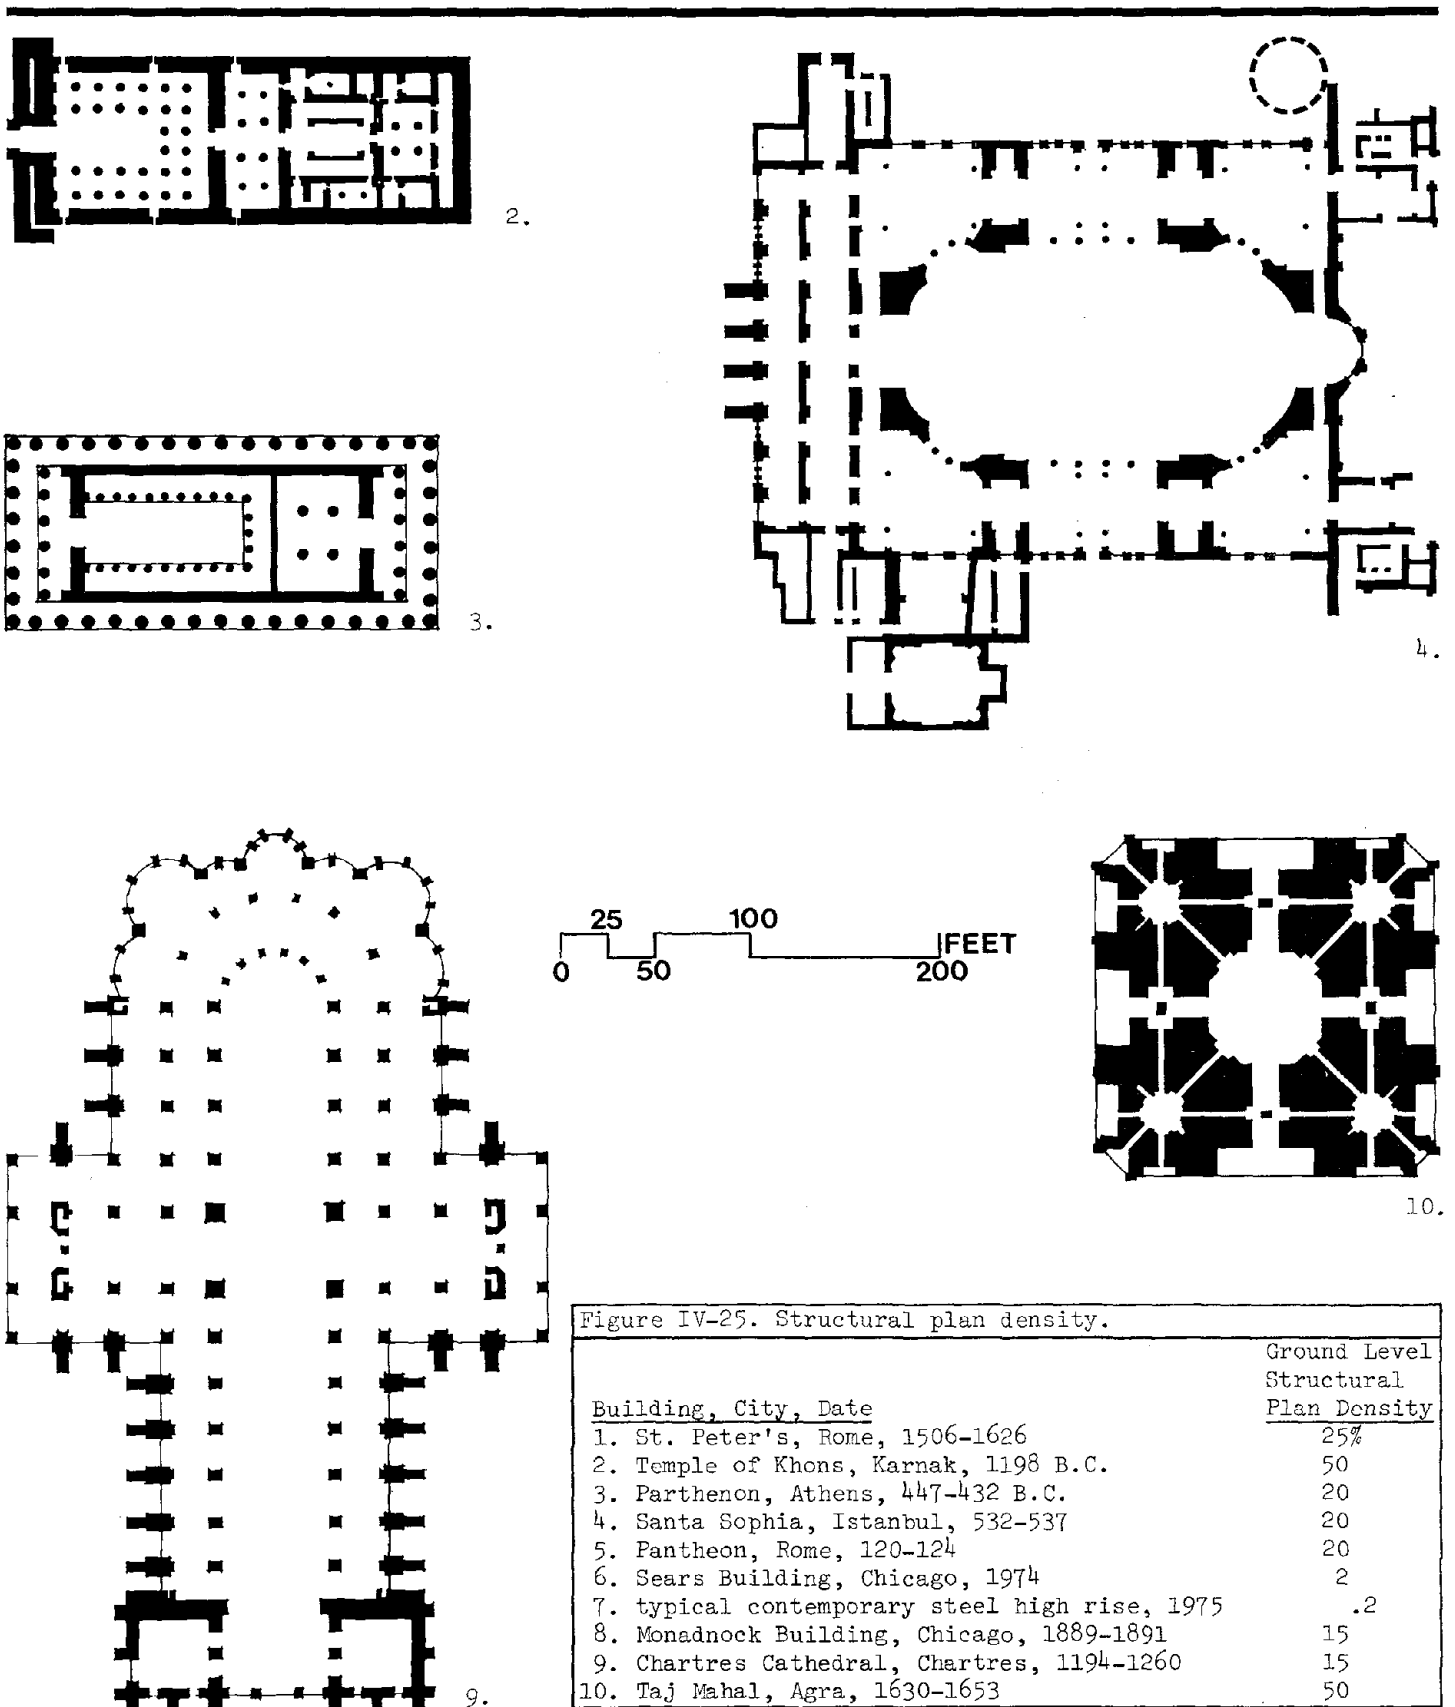 2.
3.
4.
25 100
FEET
0 50 200
10.
9.
Figure IV-25. Structural plan density.
Ground Level
Structural
Building, City, Date Plan Density
1. St. Peter's, Rome, 1506-1626 25%
2. Temple of Khons, Karnak, 1198 B.C. 50
3. Parthenon, Athens, 447-432 B.C. 20
4. Santa Sophia, Istanbul, 532-537 20
5. Pantheon, Rome, 120-124 20
6. Sears Building, Chicago, 1974 2
7. typical contemporary steel high rise, 1975 .2
8. Monadnock Building, Chicago, 1889-1891 15
9. Chartres Cathedral, Chartres, 1194-1260 15
10. Taj Mahal, Agra, 1630-1653 50